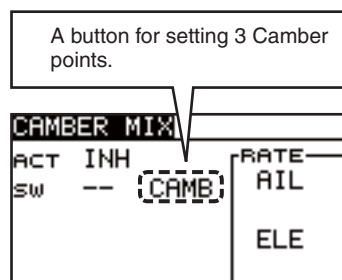 A button for setting 3 Camber
points.
CAMBER MIX
ACT INH RATE
SW -- CAMB AIL
ELE